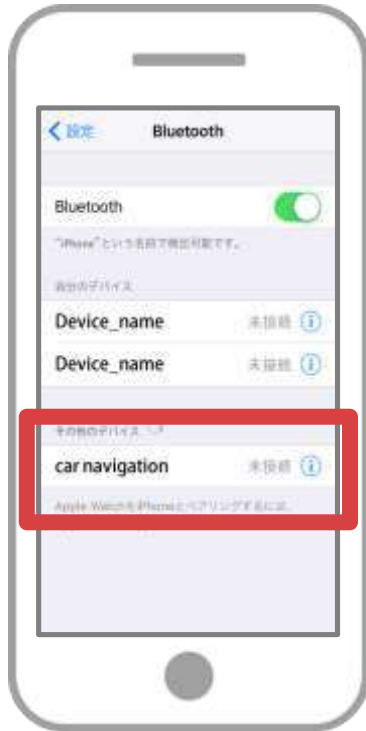 設定 Bluetooth
Bluetooth
"iPhone"という名前で検出可能です。
自分のデバイス
Device_name 未接続
Device_name 未接続
その他のデバイス
car navigation 未接続
Apple WatchをiPhoneとペアリングするには、